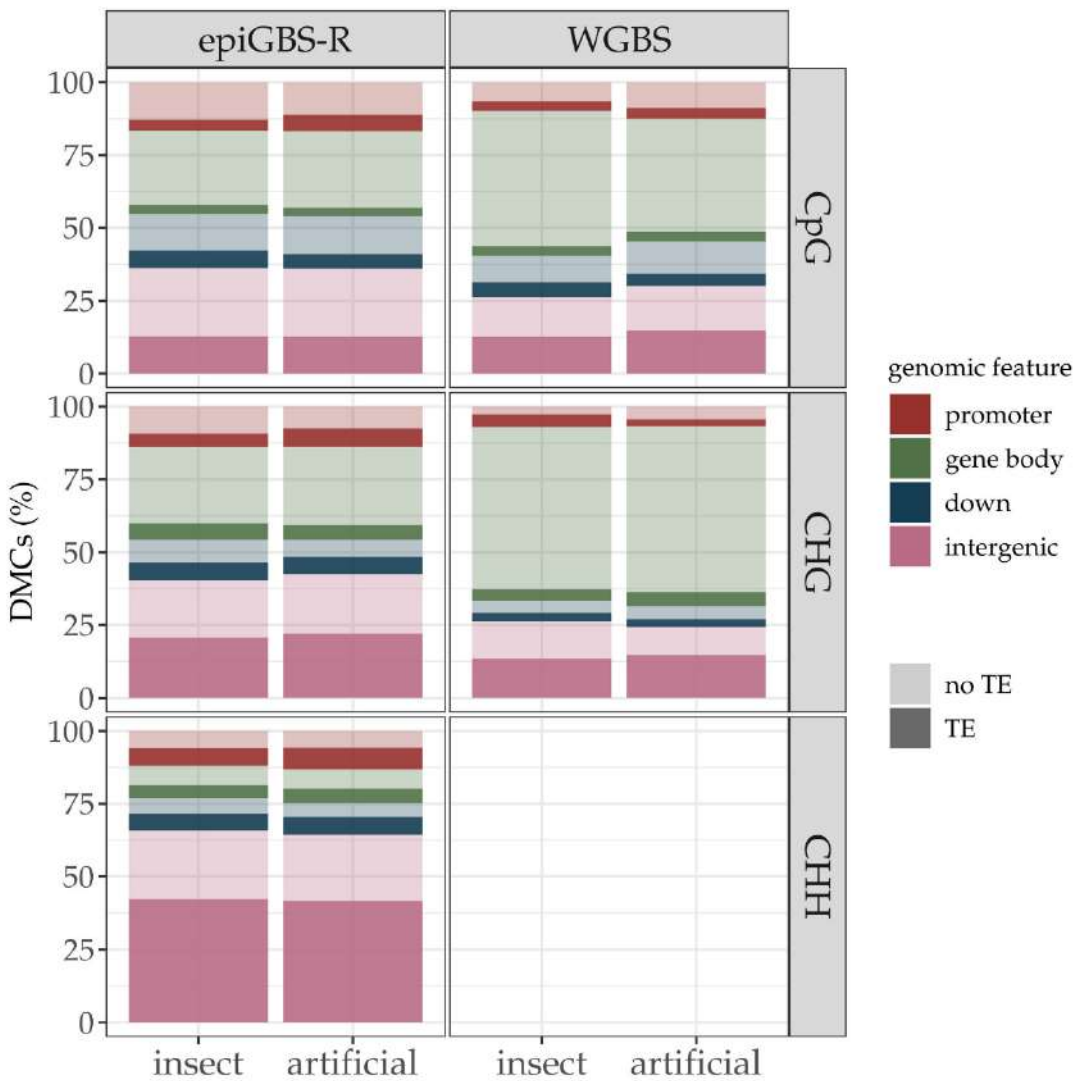 epiGBS-R
WGBS
100
75
50
25
0
CpG
100
75
50
25
0
CHG
100
75
50
25
0
CHH
DMCs (%)
insect
artificial
insect
artificial
genomic feature
promoter
gene body
down
intergenic
no TE
TE